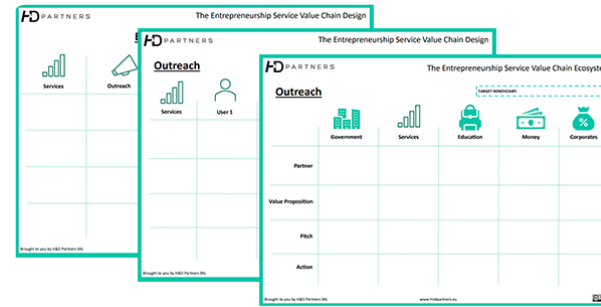 HD PARTNERS
The Entrepreneurship Service Value Chain Design
Services
Outreach
Brought to you by H&D Partners SRL
HD PARTNERS
The Entrepreneurship Service Value Chain Design
Outreach
Services
User 1
Brought to you by H&D Partners SRL
HD PARTNERS
The Entrepreneurship Service Value Chain Ecosyste
Outreach
TARGET BENEFICIARY:
Government
Services
Education
Money
Corporates
Partner
Value Proposition
Pitch
Action
Brought to you by H&D Partners SRL
www.hndpartners.eu